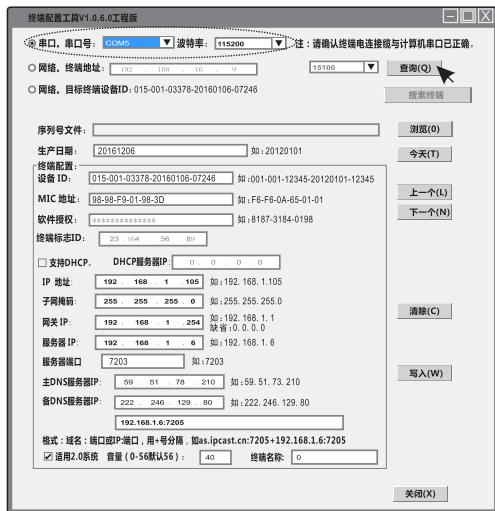 终端配置工具V1.0.6.0工程版
串口。串口号: COM5 波特率: 115200 注:请确认终端电连接缆与计算机串口已正确。
网络。终端地址: 192 . 168 . 16 . 9 15100 查询(Q)
网络。目标终端设备ID:015-001-03378-20160106-07246 搜索终端
序列号文件: 浏览(0)
生产日期: 20161206 如:20120101 今天(T)
终端配置:
设备 ID: 015-001-03378-20160106-07246 如:001-001-12345-20120101-12345
MIC 地址: 98-98-F9-01-98-3D 如:F6-F6-0A-65-01-01 上一个(L)
软件授权: ************** 如:8187-3184-0198 下一个(N)
终端标志ID: 23 . 164 . 56 . 89
支持DHCP。 DHCP服务器IP: 0 . 0 . 0 . 0
IP 地址: 192 . 168 . 1 . 105 如:192. 168. 1.105
子网掩码: 255 . 255 . 255 . 0 如:255. 255. 255.0
网关 IP: 192 . 168 . 1 . 254 如:192. 168. 1. 1
缺省:0. 0. 0. 0
清除(C)
服务器 IP: 192 . 168 . 1 . 6 如:192. 168. 1. 6
服务器端口 7203 如:7203
主DNS服务器IP: 59 . 51 . 78 . 210 如:59. 51. 73. 210 写入(W)
备DNS服务器IP: 222 . 246 . 129 . 80 如:222. 246. 129. 80
192.168.1.6:7205
格式:域名:端口或IP:端口,用+号分隔,如as.ipcast.cn:7205+192.168.1.6:7205
适用2.0系统 音量(0-56默认56): 40 终端名称: 0
关闭(X)